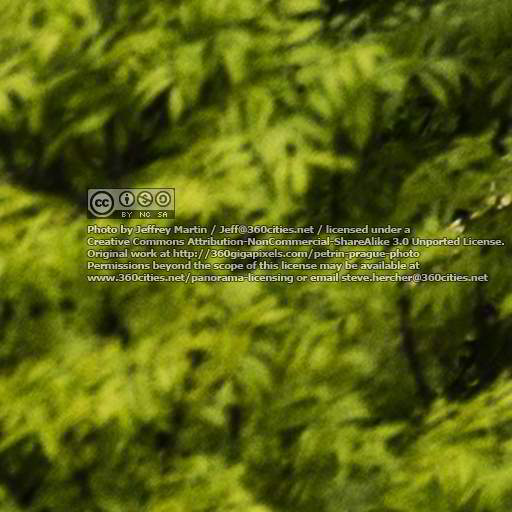 cc
BY NC SA
Photo by Jeffrey Martin / Jeff@360cities.net / licensed under a
Creative Commons Attribution-NonCommercial-ShareAlike 3.0 Unported License.
Original work at http://360gigapixels.com/petrin-prague-photo
Permissions beyond the scope of this license may be available at
www.360cities.net/panorama-licensing or email steve.hercher@360cities.net